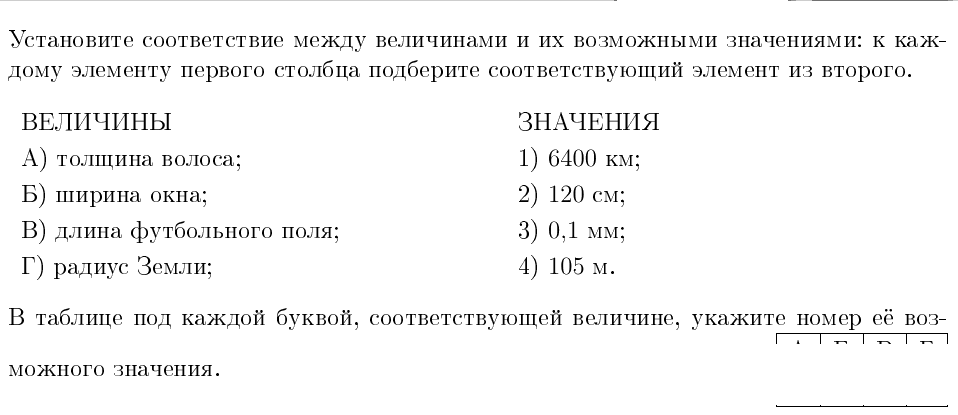 Установите соответствие между величинами и их возможными значениями: к каж-
дому элементу первого столбца подберите соответствующий элемент из второго.
ВЕЛИЧИНЫ
А) толщина волоса;
Б) ширина окна;
В) длина футбольного поля;
Г) радиус Земли;
ЗНАЧЕНИЯ
1) 6400 км;
2) 120 см;
3) 0,1 мм;
4) 105 м.
В таблице под каждой буквой, соответствующей величине, укажите номер её воз-
можного значения.